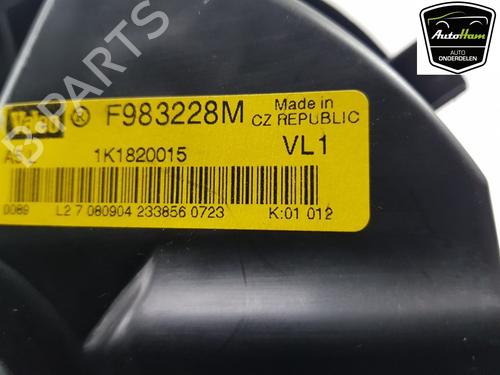 AutoHam
AUTO
ONDERDELEN
B-PARTS
Valeo ® F983228M Made in
CZ REPUBLIC
1K1820015 VL1
0089 L2 7 080904 233856 0723 K:01 012